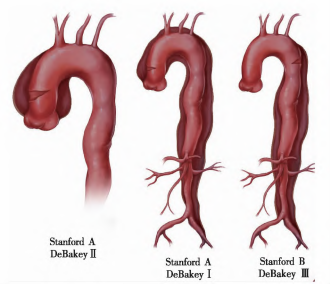 Stanford A
DeBakey Ⅱ
Stanford A
DeBakey Ⅰ
Stanford B
DeBakey Ⅲ